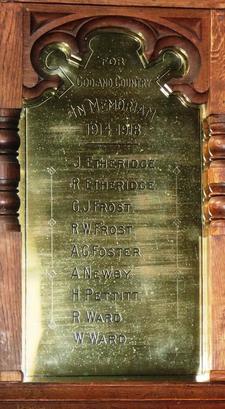 FOR
GOD AND COUNTRY
IN MEMORIAM
1914-1918
J. ETHERIDGE
R. ETHERIDGE
G. J. FROST
R. W. FROST
A. G. FOSTER
A. NEWBY
H. PETTITT
R. WARD
W. WARD